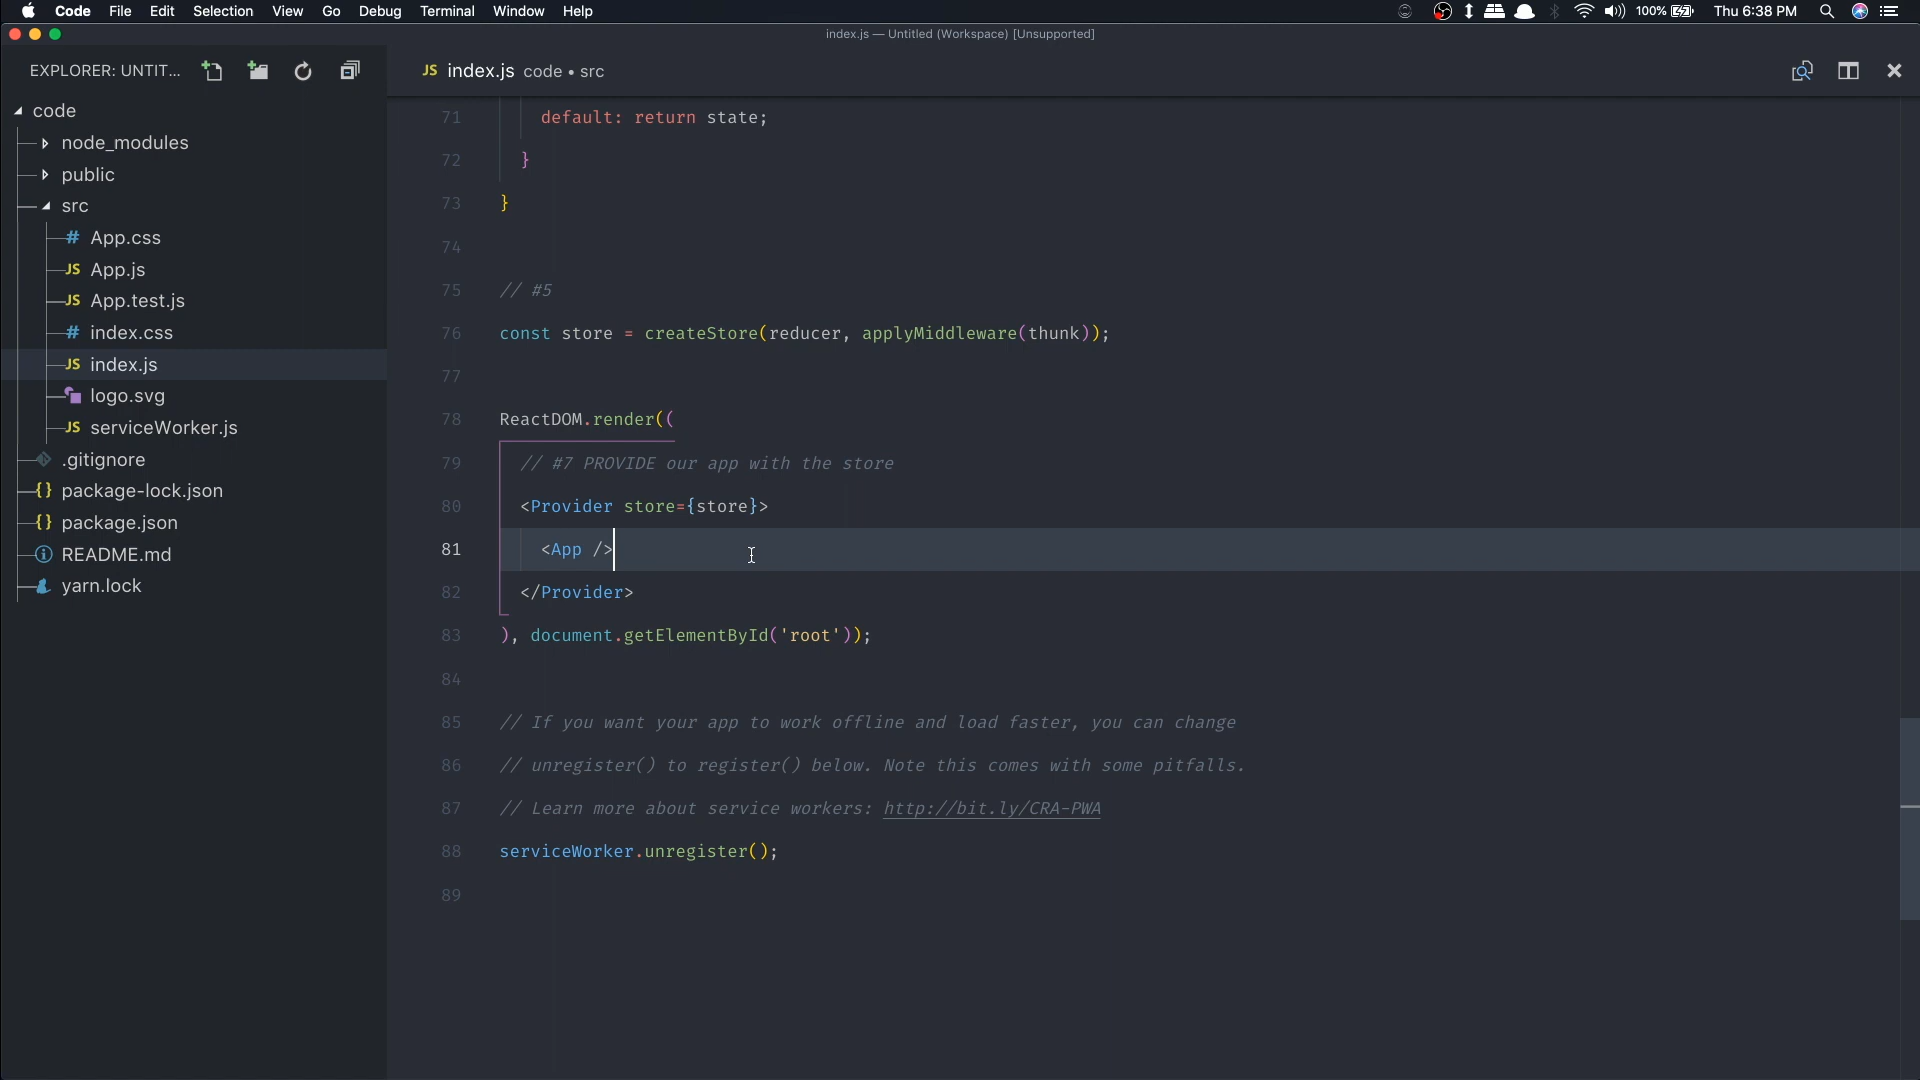 Code File Edit Selection View Go Debug Terminal Window Help 100% Thu 6:38 PM
index.js — Untitled (Workspace) [Unsupported]
EXPLORER: UNTIT...
JS index.js code • src
code
node_modules
public
src
# App.css
JS App.js
JS App.test.js
# index.css
JS index.js
logo.svg
JS serviceWorker.js
.gitignore
{} package-lock.json
{} package.json
README.md
yarn.lock
71 default: return state;
72 }
73 }
74
75 // #5
76 const store = createStore(reducer, applyMiddleware(thunk));
77
78 ReactDOM.render((
79 // #7 PROVIDE our app with the store
80 <Provider store={store}>
81 <App />
82 </Provider>
83 ), document.getElementById('root'));
84
85 // If you want your app to work offline and load faster, you can change
86 // unregister() to register() below. Note this comes with some pitfalls.
87 // Learn more about service workers: http://bit.ly/CRA-PWA
88 serviceWorker.unregister();
89